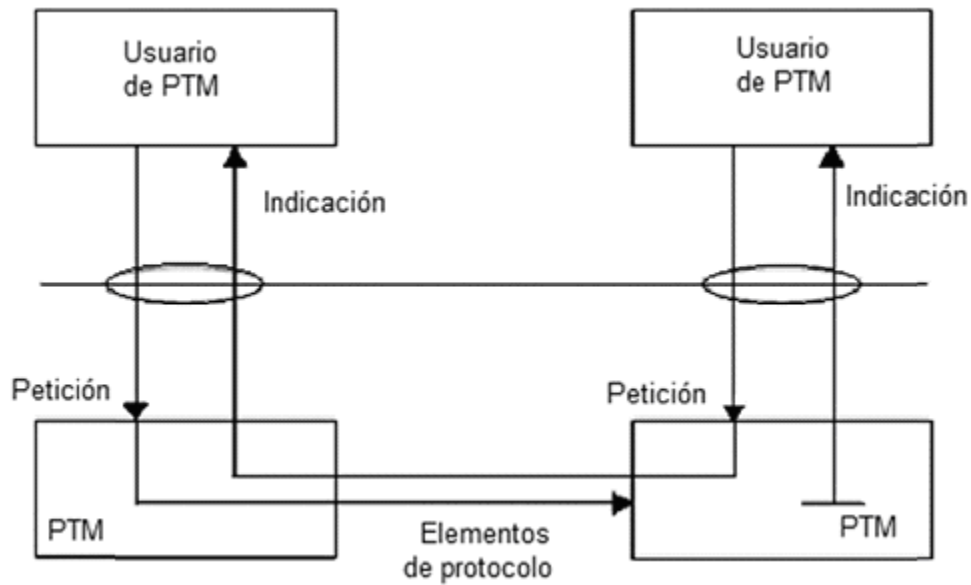 Usuario
de PTM
Usuario
de PTM
Indicación
Indicación
Petición
Petición
PTM
Elementos
de protocolo
PTM